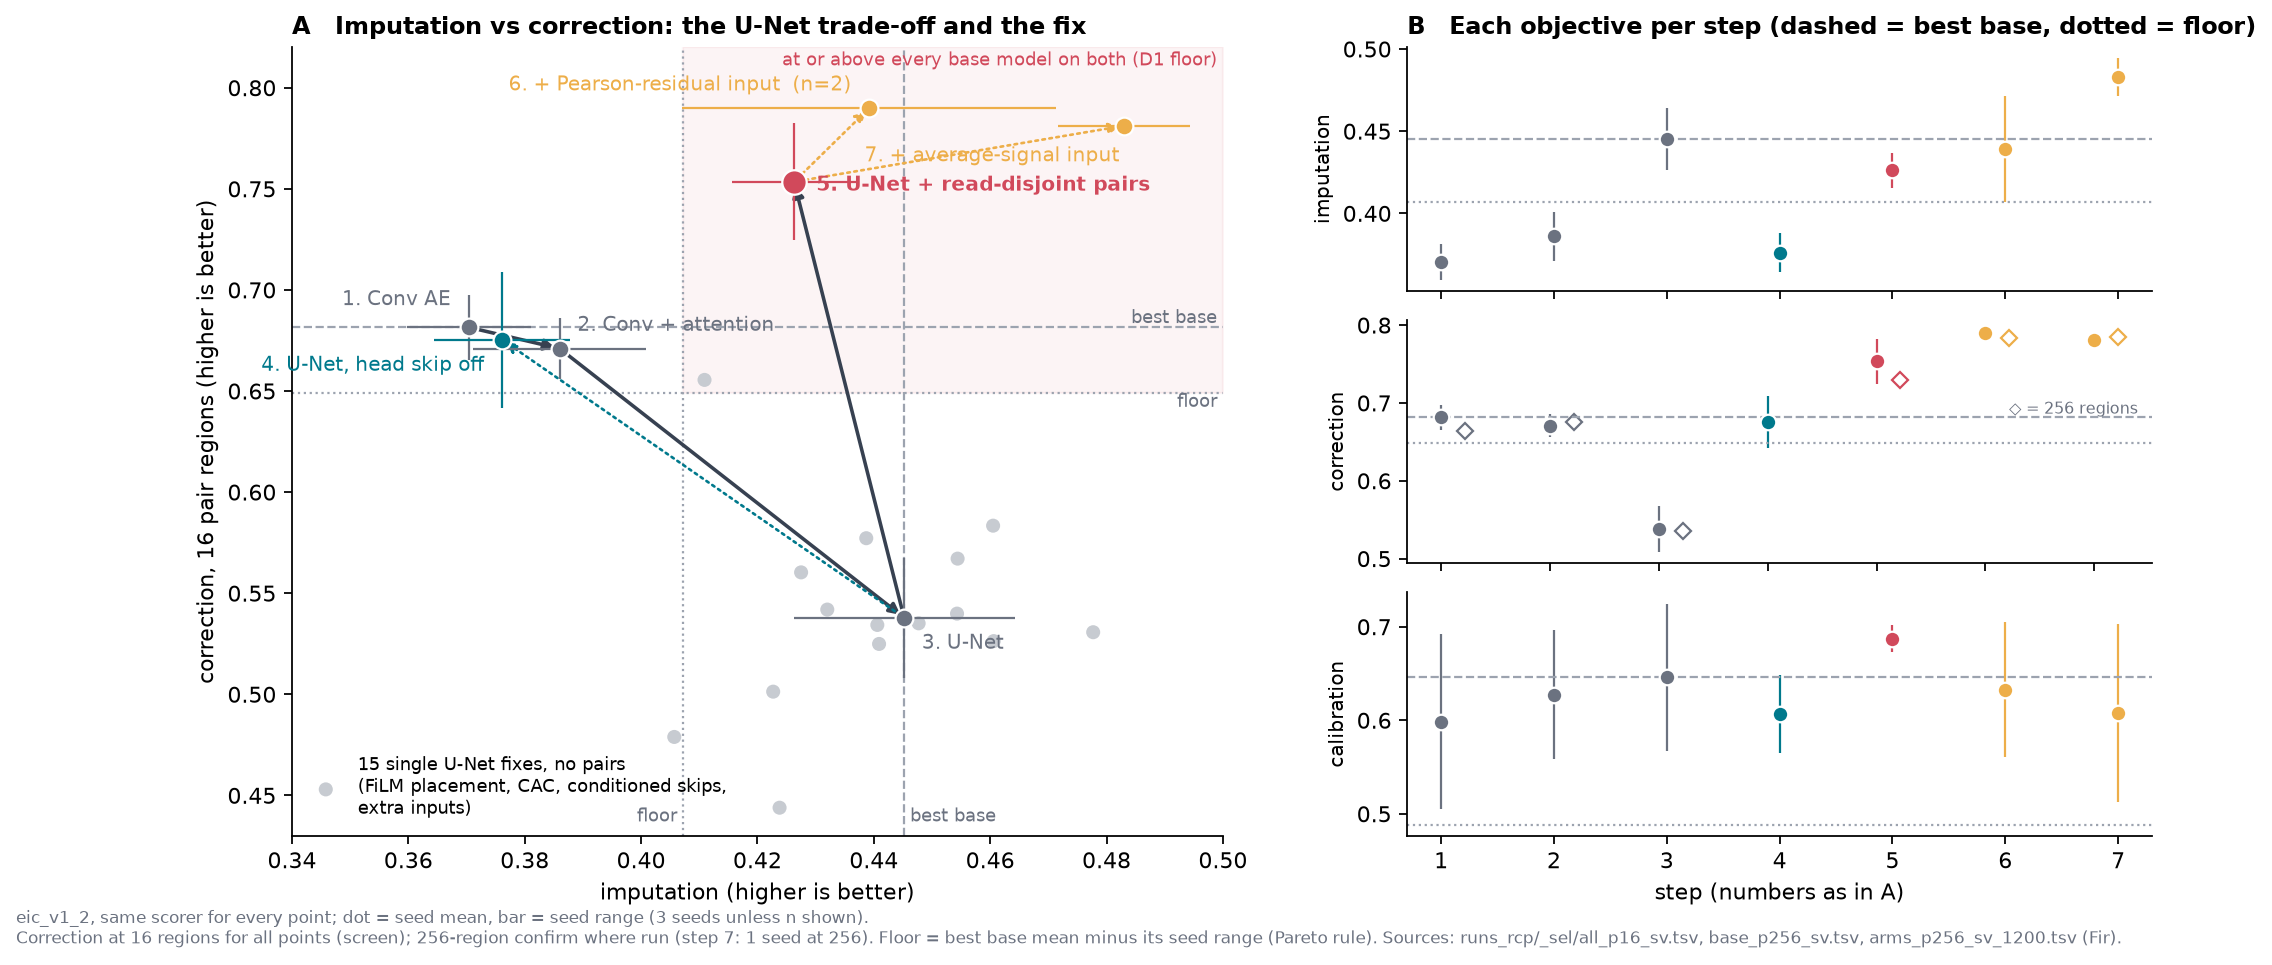 A   Imputation vs correction: the U-Net trade-off and the fix
correction, 16 pair regions (higher is better)
0.80
0.75
0.70
0.65
0.60
0.55
0.50
0.45
at or above every base model on both (D1 floor)
6. + Pearson-residual input  (n=2)
7. + average-signal input
5. U-Net + read-disjoint pairs
1. Conv AE
2. Conv + attention
best base
4. U-Net, head skip off
floor
3. U-Net
15 single U-Net fixes, no pairs
(FiLM placement, CAC, conditioned skips,
extra inputs)
floor
best base
0.34
0.36
0.38
0.40
0.42
0.44
0.46
0.48
0.50
imputation (higher is better)
B   Each objective per step (dashed = best base, dotted = floor)
imputation
0.50
0.45
0.40
correction
0.8
0.7
0.6
0.5
◇ = 256 regions
calibration
0.7
0.6
0.5
1
2
3
4
5
6
7
step (numbers as in A)
eic_v1_2, same scorer for every point; dot = seed mean, bar = seed range (3 seeds unless n shown).
Correction at 16 regions for all points (screen); 256-region confirm where run (step 7: 1 seed at 256). Floor = best base mean minus its seed range (Pareto rule). Sources: runs_rcp/_sel/all_p16_sv.tsv, base_p256_sv.tsv, arms_p256_sv_1200.tsv (Fir).